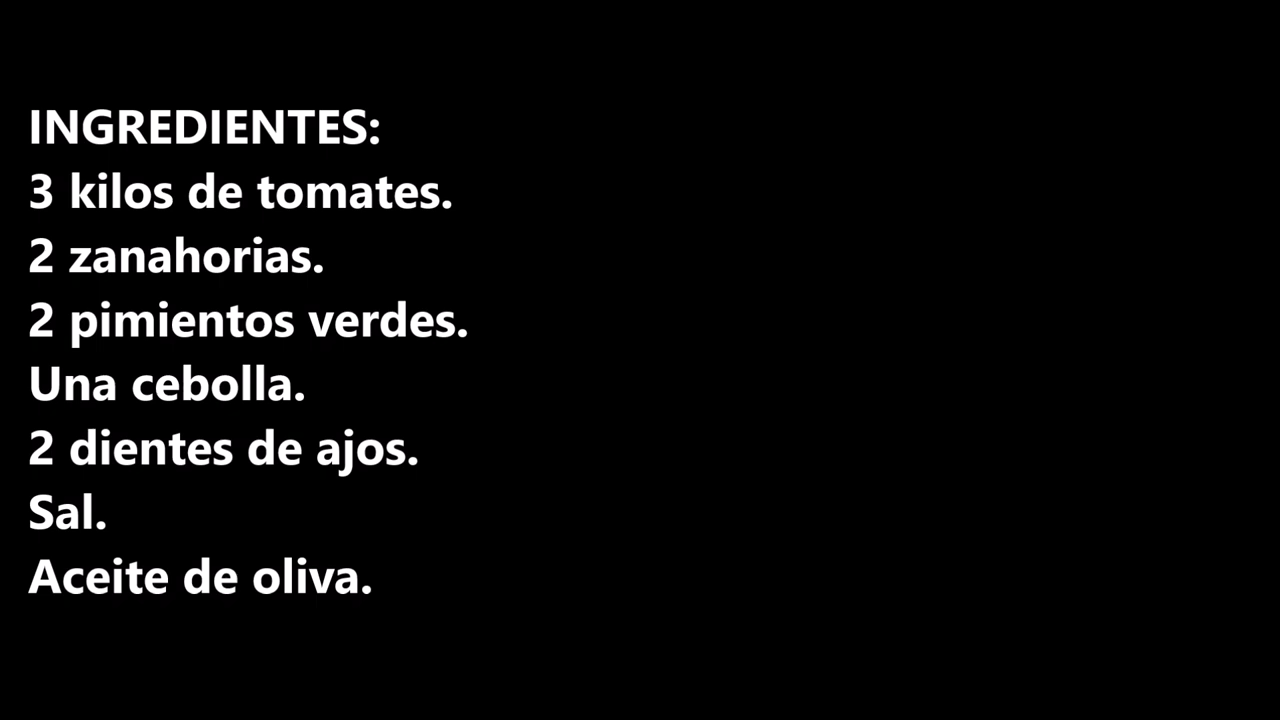 INGREDIENTES:
3 kilos de tomates.
2 zanahorias.
2 pimientos verdes.
Una cebolla.
2 dientes de ajos.
Sal.
Aceite de oliva.